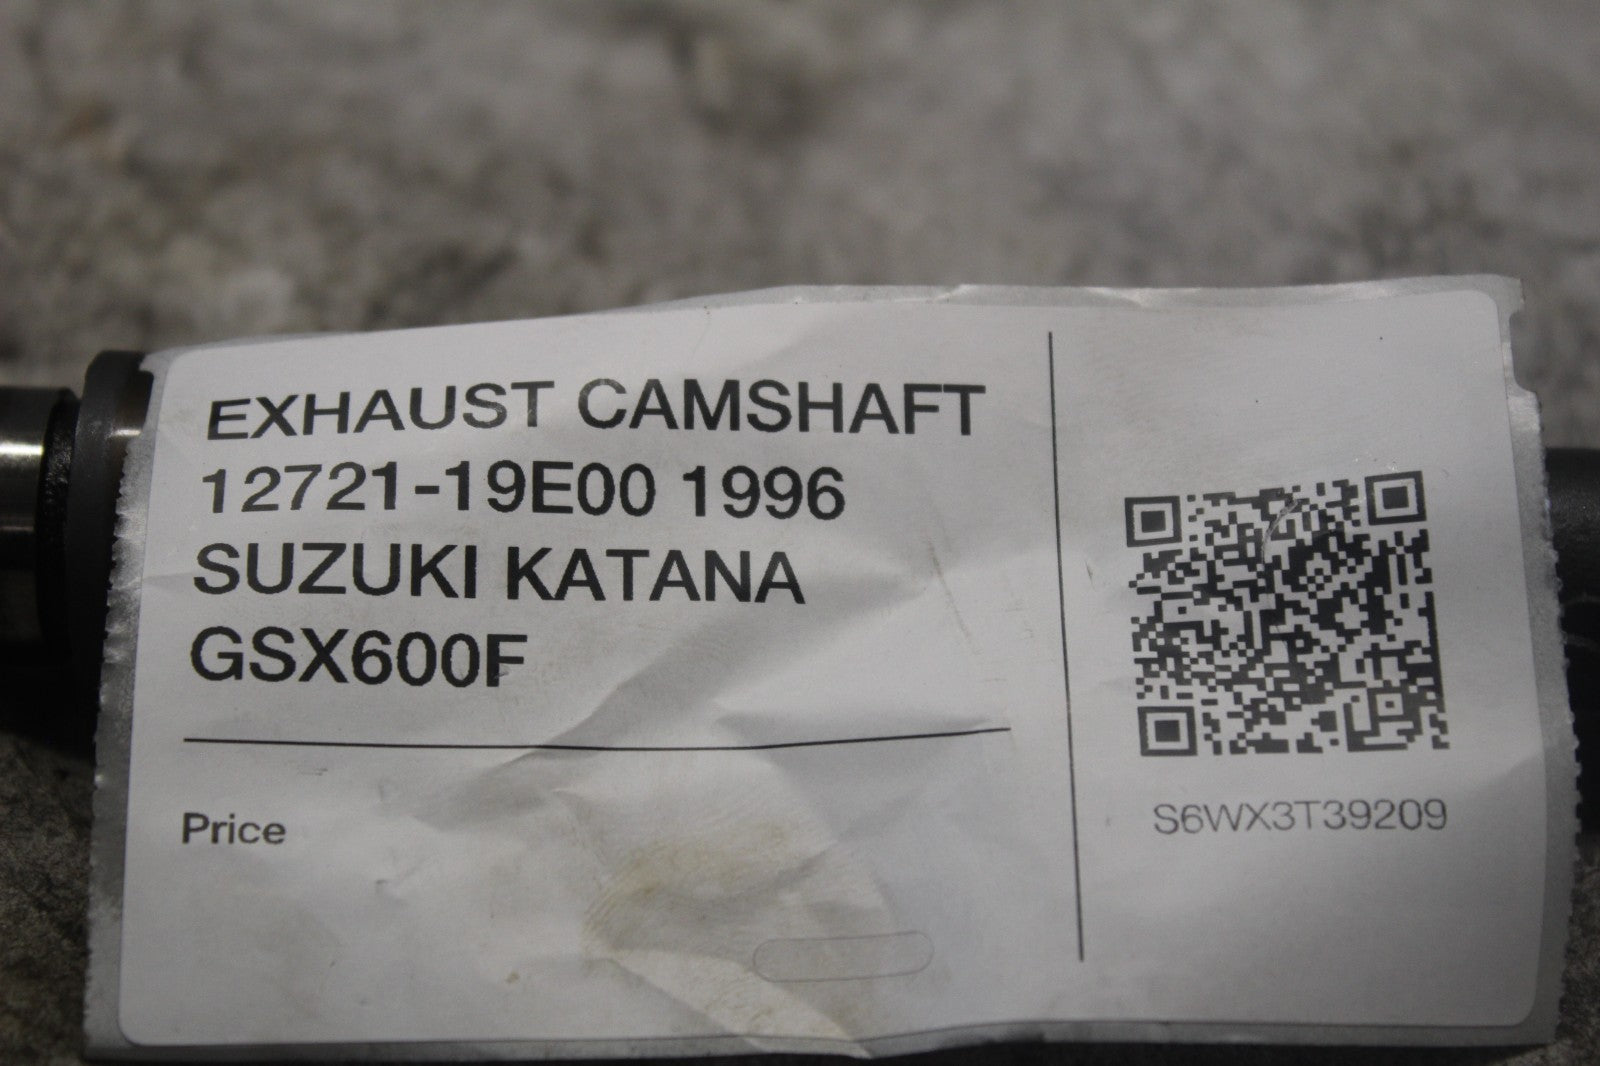 EXHAUST CAMSHAFT
12721-19E00 1996
SUZUKI KATANA
GSX600F
Price
S6WX3T39209